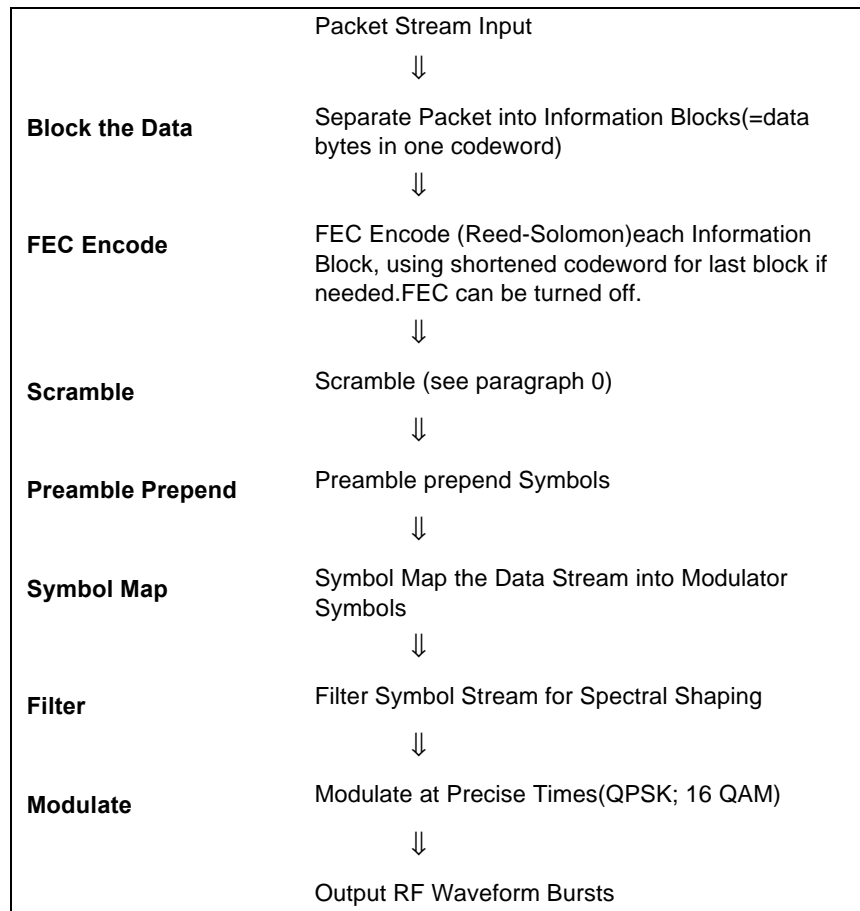 Packet Stream Input
⇓
Block the Data
Separate Packet into Information Blocks(=data
bytes in one codeword)
⇓
FEC Encode
FEC Encode (Reed-Solomon)each Information
Block, using shortened codeword for last block if
needed.FEC can be turned off.
⇓
Scramble
Scramble (see paragraph 0)
⇓
Preamble Prepend
Preamble prepend Symbols
⇓
Symbol Map
Symbol Map the Data Stream into Modulator
Symbols
⇓
Filter
Filter Symbol Stream for Spectral Shaping
⇓
Modulate
Modulate at Precise Times(QPSK; 16 QAM)
⇓
Output RF Waveform Bursts